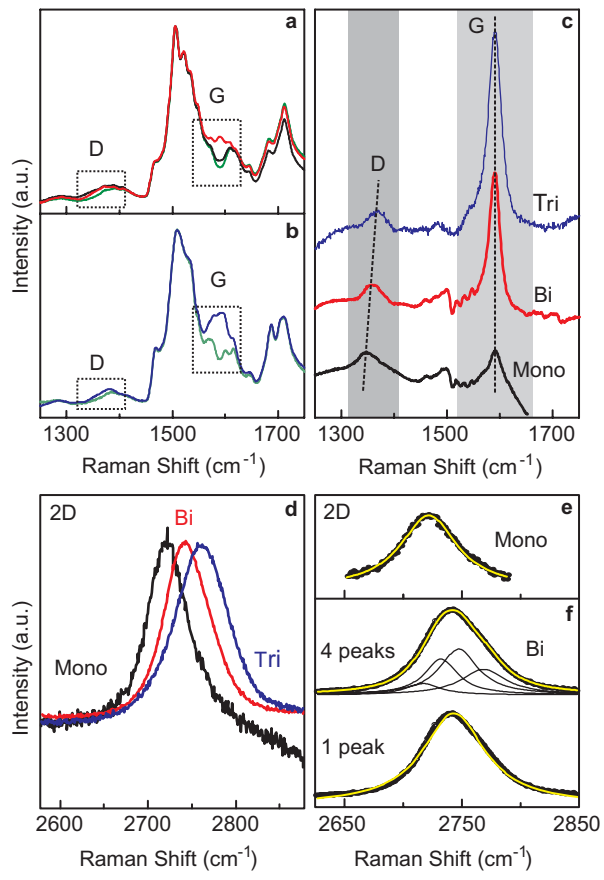 a
G
D
b
G
D
Intensity (a.u.)
1300 1500 1700
Raman Shift (cm⁻¹)
c
G
D
Tri
Bi
Mono
1300 1500 1700
Raman Shift (cm⁻¹)
2D
d
Bi
Mono
Tri
Intensity (a.u.)
2600 2700 2800
Raman Shift (cm⁻¹)
2D
e
Mono
f
4 peaks
Bi
1 peak
2650 2750 2850
Raman Shift (cm⁻¹)